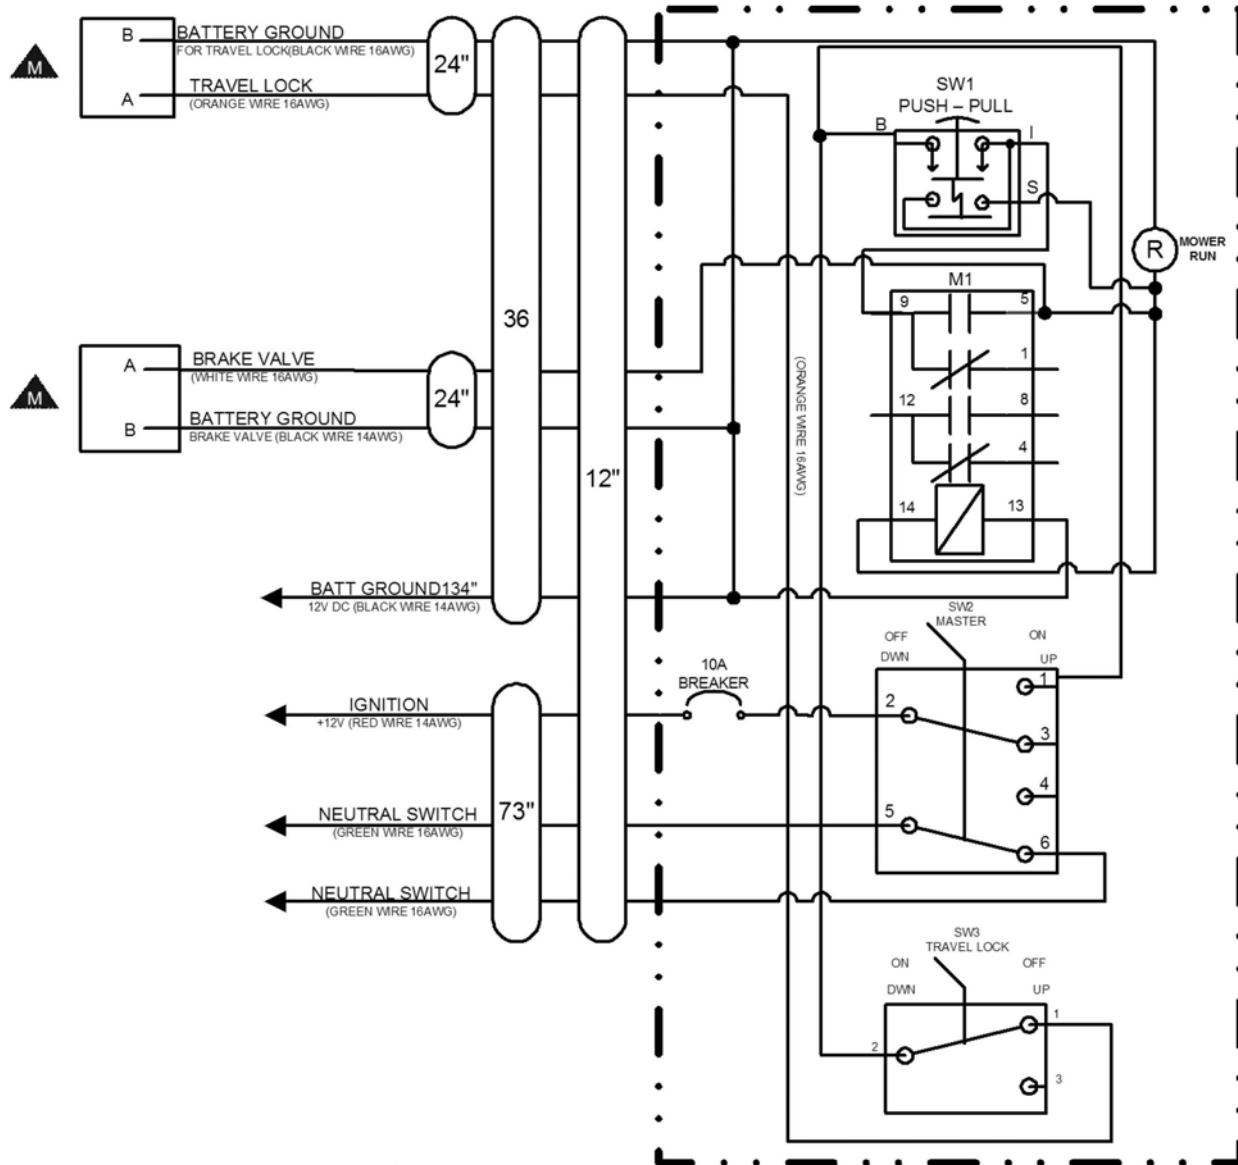 M
B
BATTERY GROUND
FOR TRAVEL LOCK(BLACK WIRE 16AWG)
A
TRAVEL LOCK
(ORANGE WIRE 16AWG)
24"
36
12"
SW1
PUSH – PULL
B
I
S
R
MOWER
RUN
M1
9
5
1
12
8
4
14
13
(ORANGE WIRE 16AWG)
M
A
BRAKE VALVE
(WHITE WIRE 16AWG)
B
BATTERY GROUND
BRAKE VALVE (BLACK WIRE 14AWG)
24"
BATT GROUND134"
12V DC (BLACK WIRE 14AWG)
SW2
MASTER
OFF
ON
DWN
UP
10A
BREAKER
IGNITION
+12V (RED WIRE 14AWG)
2
1
3
4
5
6
73"
NEUTRAL SWITCH
(GREEN WIRE 16AWG)
NEUTRAL SWITCH
(GREEN WIRE 16AWG)
SW3
TRAVEL LOCK
ON
OFF
DWN
UP
1
2
3